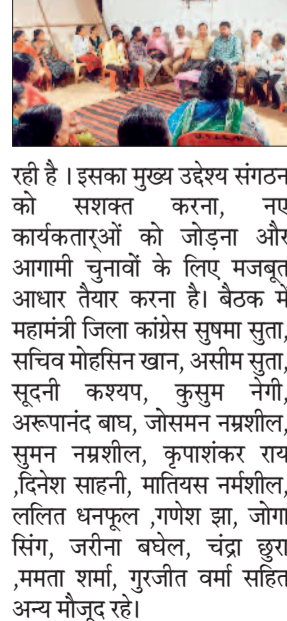 रही है । इसका मुख्य उद्देश्य संगठन
को सशक्त करना, नए
कार्यकतार्ओं को जोड़ना और
आगामी चुनावों के लिए मजबूत
आधार तैयार करना है। बैठक में
महामंत्री जिला कांग्रेस सुषमा सुता,
सचिव मोहसिन खान, असीम सुता,
सूदनी कश्यप, कुसुम नेगी,
अरूपानंद बाघ, जोसमन नम्रशील,
सुमन नम्रशील, कृपाशंकर राय
,दिनेश साहनी, मातियस नर्मशील,
ललित धनफूल ,गणेश झा, जोगा
सिंग, जरीना बघेल, चंद्रा छुरा
,ममता शर्मा, गुरजीत वर्मा सहित
अन्य मौजूद रहे।